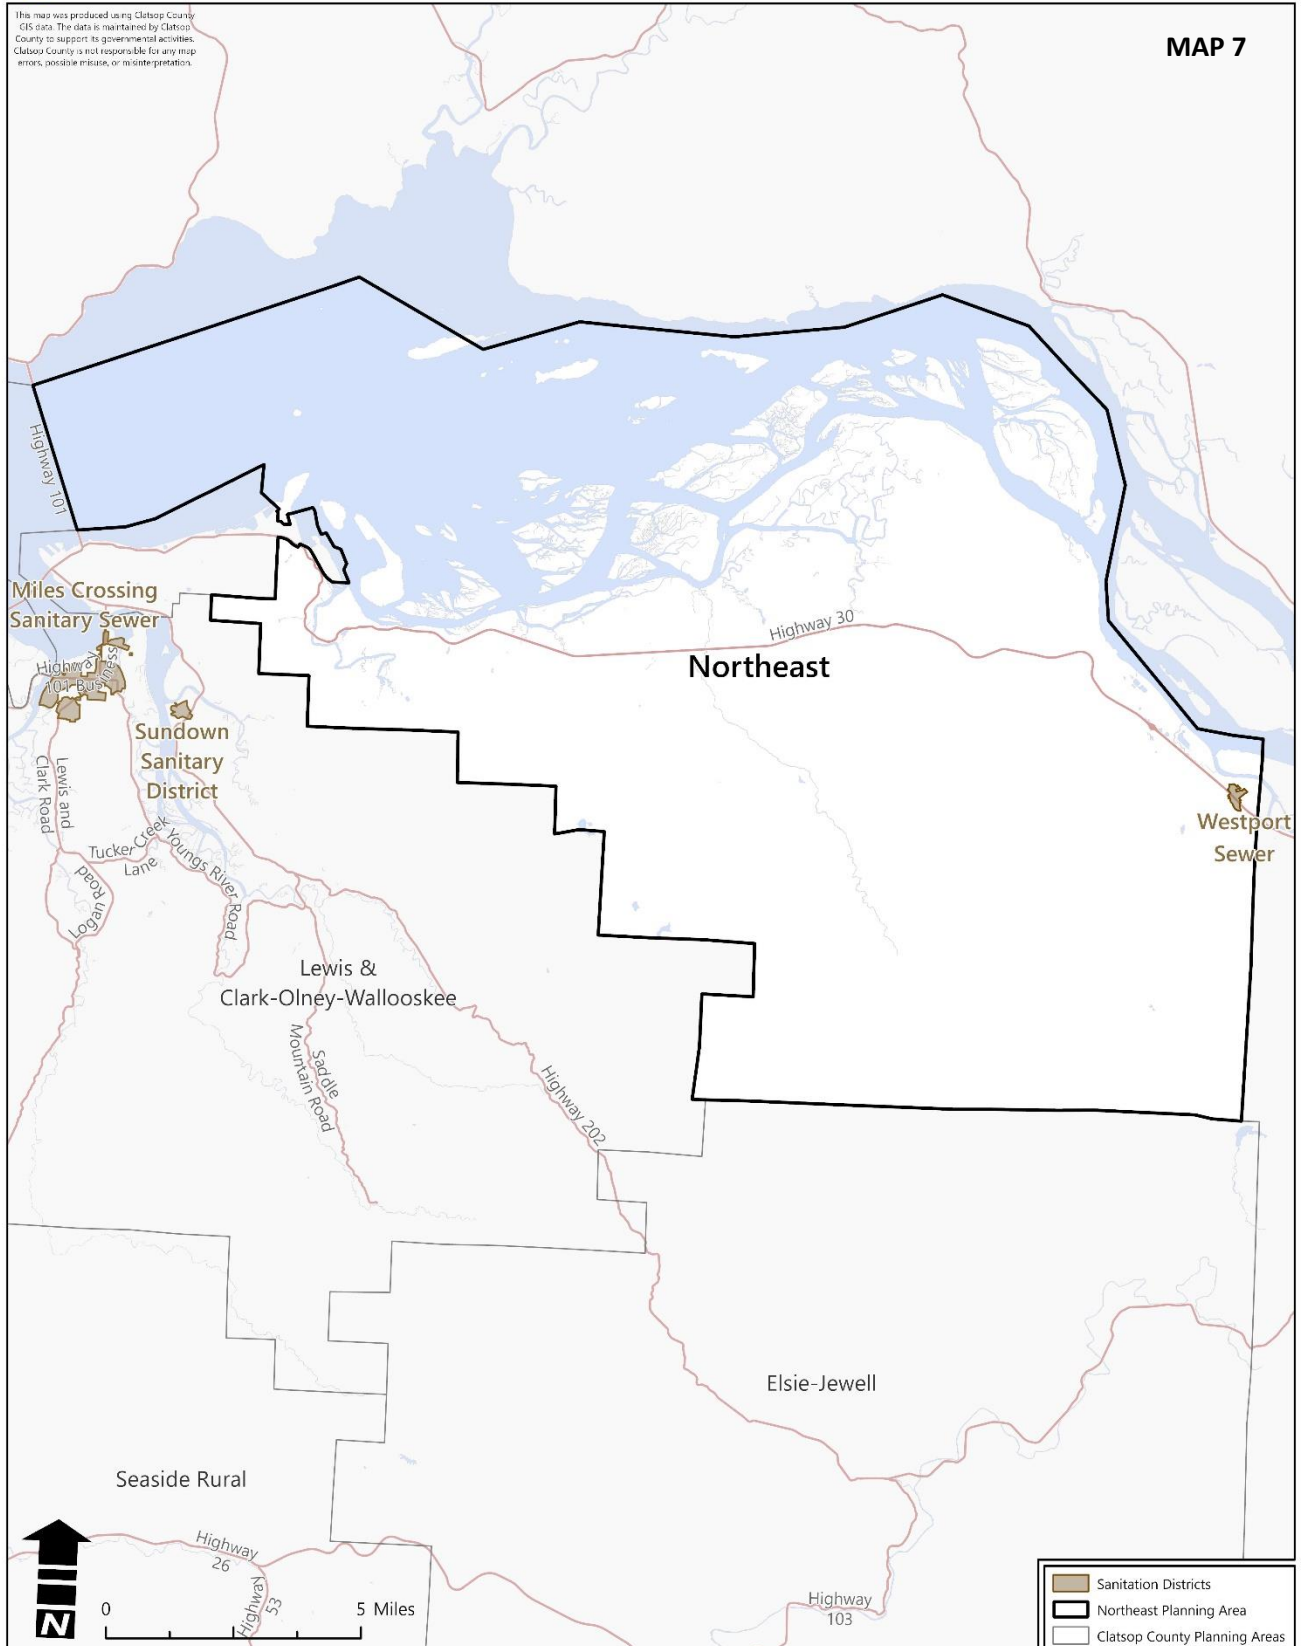 This map was produced using Clatsop County
GIS data. The data is maintained by Clatsop
County to support its governmental activities.
Clatsop County is not responsible for any map
errors, possible misuse, or misinterpretation.
MAP 7
Highway 101
Miles Crossing
Sanitary Sewer
Highway
101 Business
Highway 30
Northeast
Sundown
Sanitary
District
Lewis and
Clark Road
Westport
Sewer
Tucker Creek
Lane
Youngs River
Road
Logan Road
Lewis &
Clark-Olney-Wallooskee
Saddle
Mountain Road
Highway 202
Elsie-Jewell
Seaside Rural
Highway
26
Highway
53
Highway
103
N
0
5 Miles
Sanitation Districts
Northeast Planning Area
Clatsop County Planning Areas